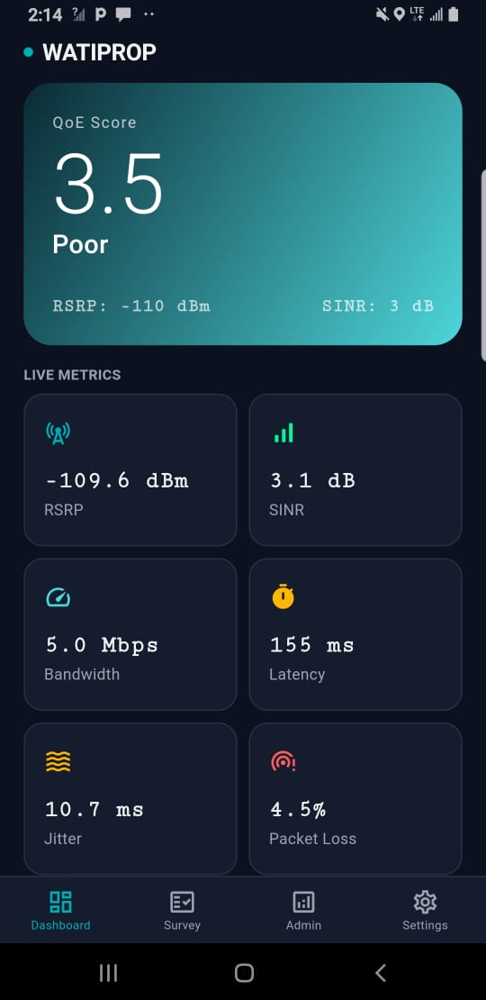 2:14
LTE
WATIPROP
QoE Score
3.5
Poor
RSRP: -110 dBm SINR: 3 dB
LIVE METRICS
-109.6 dBm 3.1 dB
RSRP SINR
5.0 Mbps 155 ms
Bandwidth Latency
10.7 ms 4.5%
Jitter Packet Loss
Dashboard Survey Admin Settings